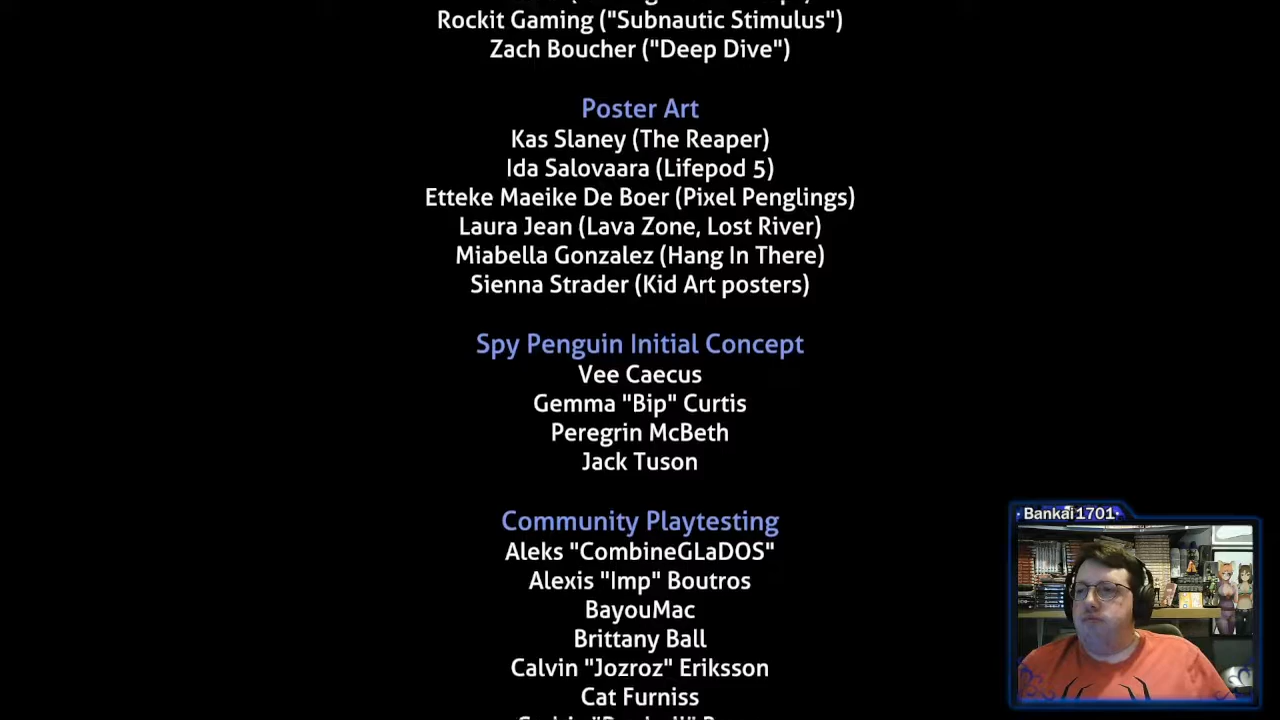 Rockit Gaming ("Subnautic Stimulus")
Zach Boucher ("Deep Dive")
Poster Art
Kas Slaney (The Reaper)
Ida Salovaara (Lifepod 5)
Etteke Maeike De Boer (Pixel Penglings)
Laura Jean (Lava Zone, Lost River)
Miabella Gonzalez (Hang In There)
Sienna Strader (Kid Art posters)
Spy Penguin Initial Concept
Vee Caecus
Gemma "Bip" Curtis
Peregrin McBeth
Jack Tuson
Community Playtesting
Aleks "CombineGLaDOS"
Alexis "Imp" Boutros
BayouMac
Brittany Ball
Calvin "Jozroz" Eriksson
Cat Furniss
Bankai1701